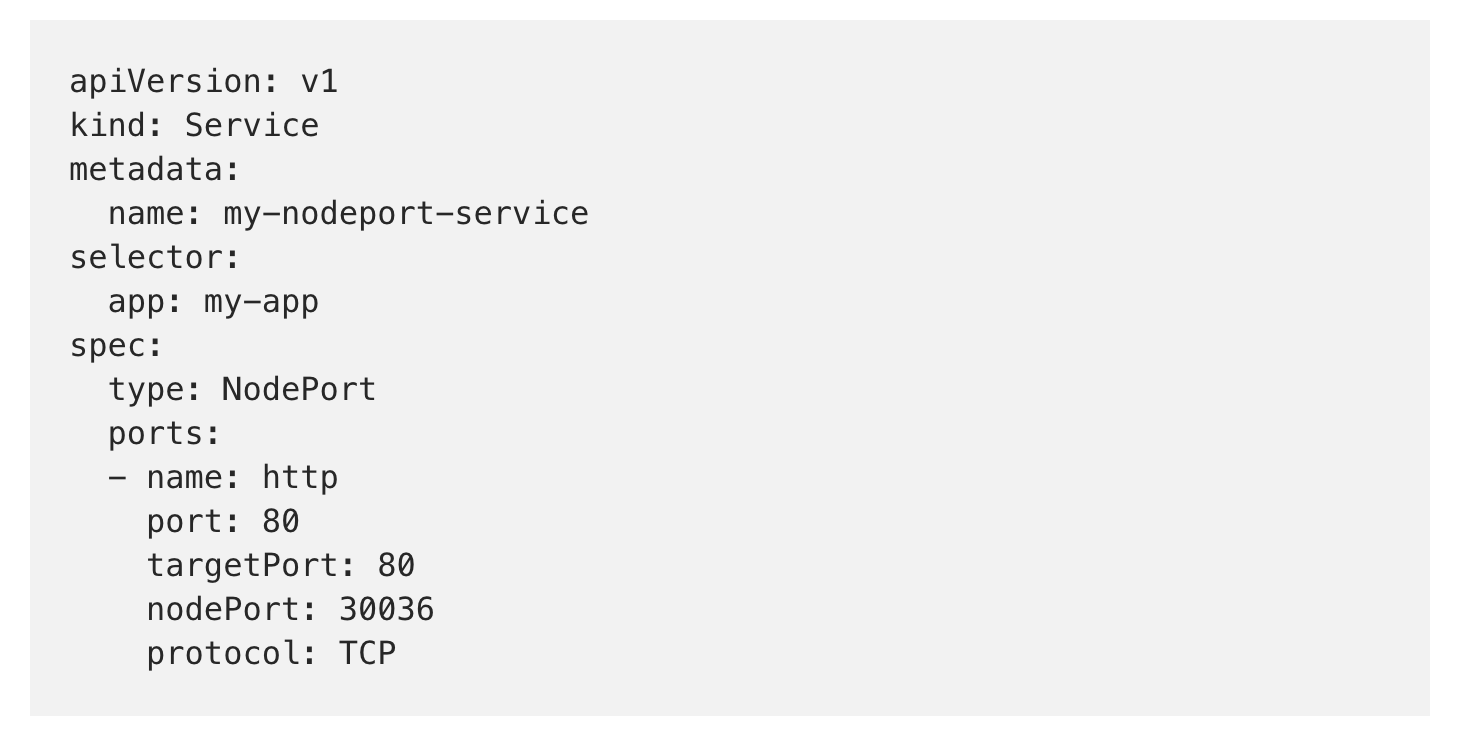 apiVersion: v1
kind: Service
metadata:
  name: my-nodeport-service
selector:
  app: my-app
spec:
  type: NodePort
  ports:
  - name: http
    port: 80
    targetPort: 80
    nodePort: 30036
    protocol: TCP